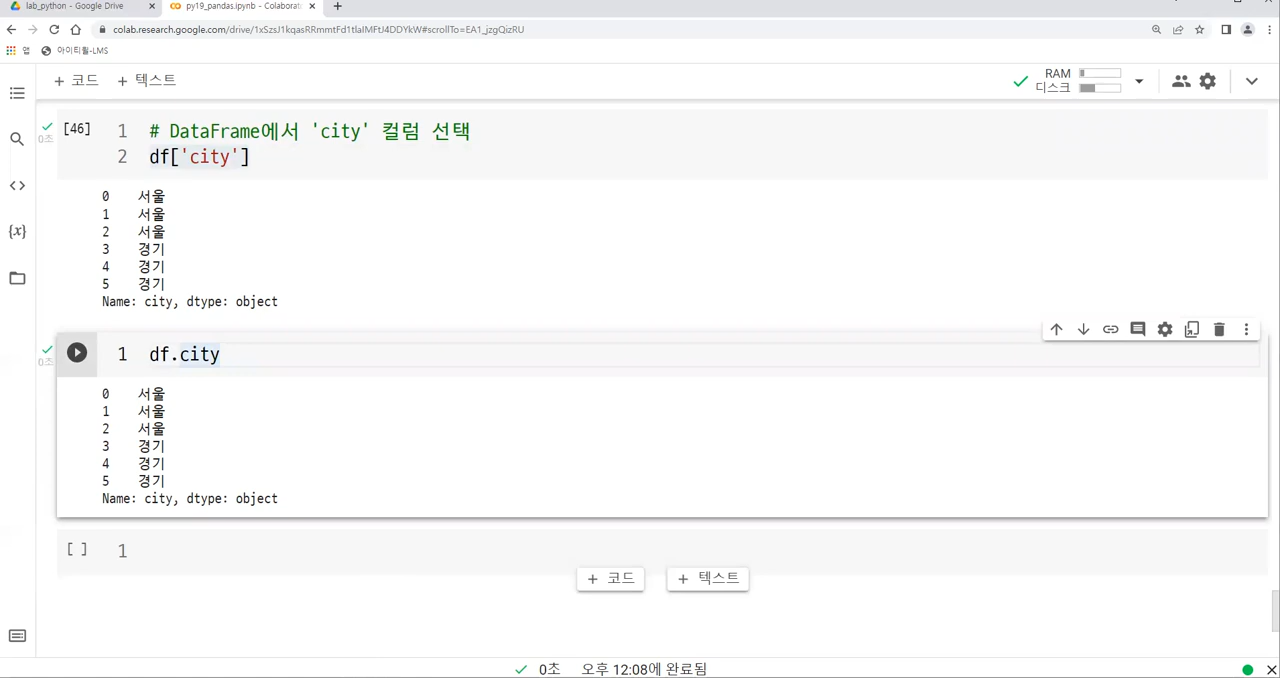 lab_python - Google Drive
py19_pandas.ipynb - Colaborat
colab.research.google.com/drive/1xSzsJ1kqasRRmmtFd1tlaIMFtJ4DDYkW#scrollTo=EA1_jzgQizRU
앱 아이티윌-LMS
+ 코드 + 텍스트
RAM
디스크
[46] 1 # DataFrame에서 'city' 컬럼 선택
0초
2 df['city']
0 서울
1 서울
2 서울
3 경기
4 경기
5 경기
Name: city, dtype: object
1 df.city
0초
0 서울
1 서울
2 서울
3 경기
4 경기
5 경기
Name: city, dtype: object
[ ] 1
+ 코드 + 텍스트
0초 오후 12:08에 완료됨